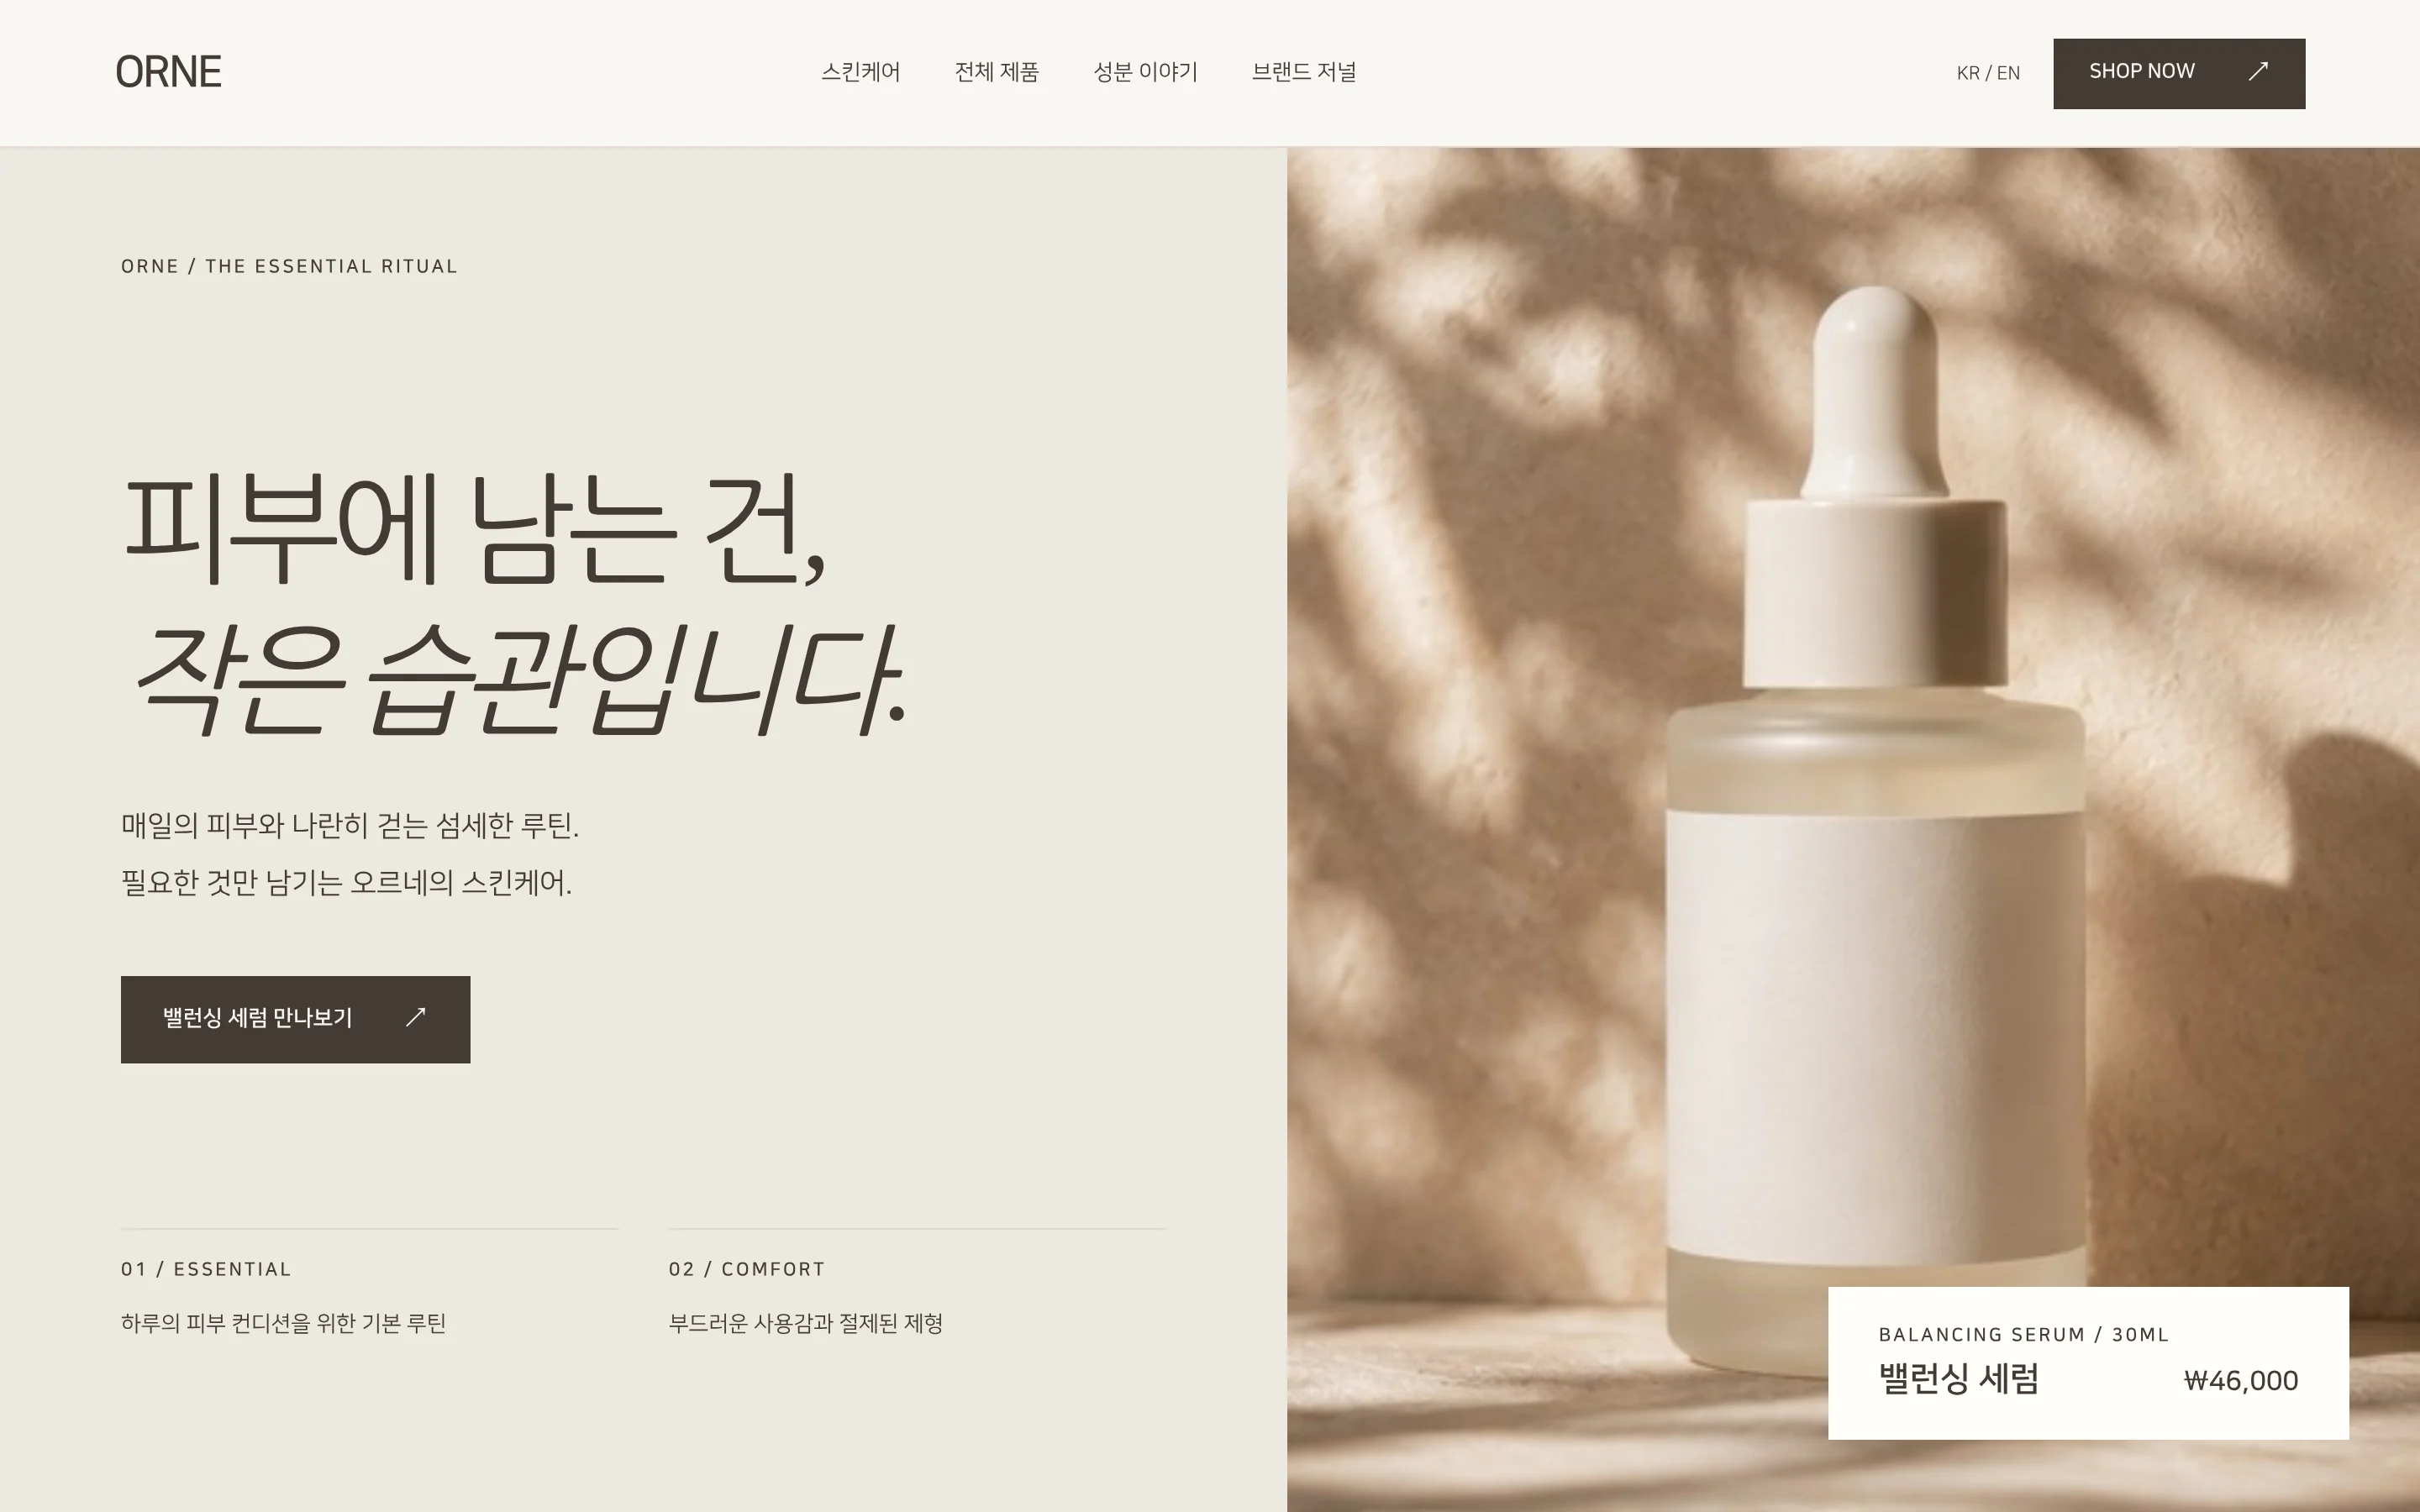 ORNE
스킨케어
전체 제품
성분 이야기
브랜드 저널
KR / EN
SHOP NOW ↗
ORNE / THE ESSENTIAL RITUAL
피부에 남는 건,
작은 습관입니다.
매일의 피부와 나란히 걷는 섬세한 루틴.
필요한 것만 남기는 오르네의 스킨케어.
밸런싱 세럼 만나보기 ↗
01 / ESSENTIAL
하루의 피부 컨디션을 위한 기본 루틴
02 / COMFORT
부드러운 사용감과 절제된 제형
BALANCING SERUM / 30ML
밸런싱 세럼
₩46,000